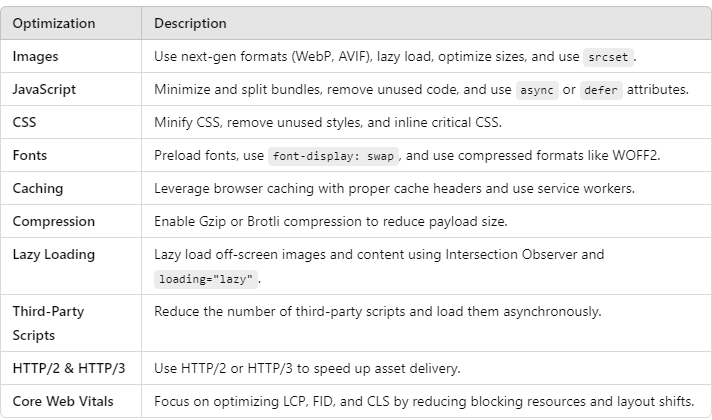 Optimization Description
Images Use next-gen formats (WebP, AVIF), lazy load, optimize sizes, and use srcset.
JavaScript Minimize and split bundles, remove unused code, and use async or defer attributes.
CSS Minify CSS, remove unused styles, and inline critical CSS.
Fonts Preload fonts, use font-display: swap, and use compressed formats like WOFF2.
Caching Leverage browser caching with proper cache headers and use service workers.
Compression Enable Gzip or Brotli compression to reduce payload size.
Lazy Loading Lazy load off-screen images and content using Intersection Observer and
loading="lazy".
Third-Party Reduce the number of third-party scripts and load them asynchronously.
Scripts
HTTP/2 & HTTP/3 Use HTTP/2 or HTTP/3 to speed up asset delivery.
Core Web Vitals Focus on optimizing LCP, FID, and CLS by reducing blocking resources and layout shifts.